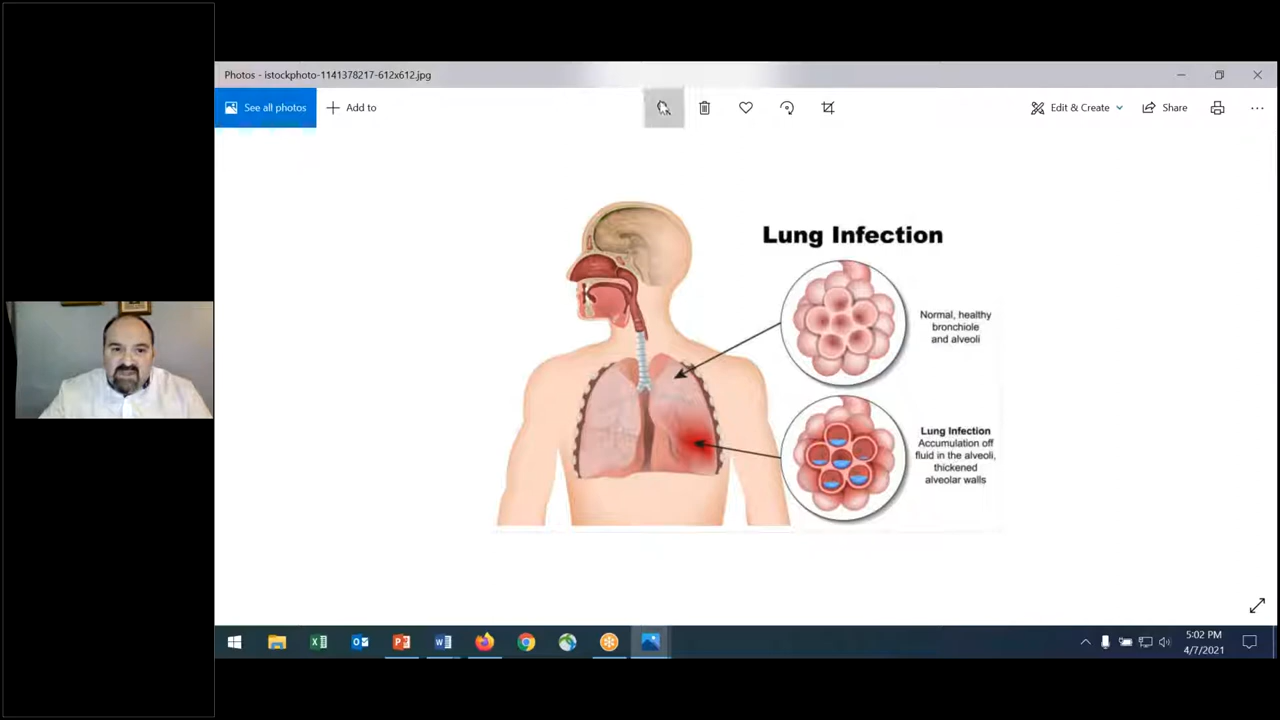 Photos - istockphoto-1141378217-612x612.jpg
See all photos
Add to
Edit & Create
Share
Lung Infection
Normal, healthy
bronchiole
and alveoli
Lung Infection
Accumulation off
fluid in the alveoli,
thickened
alveolar walls
5:02 PM
4/7/2021